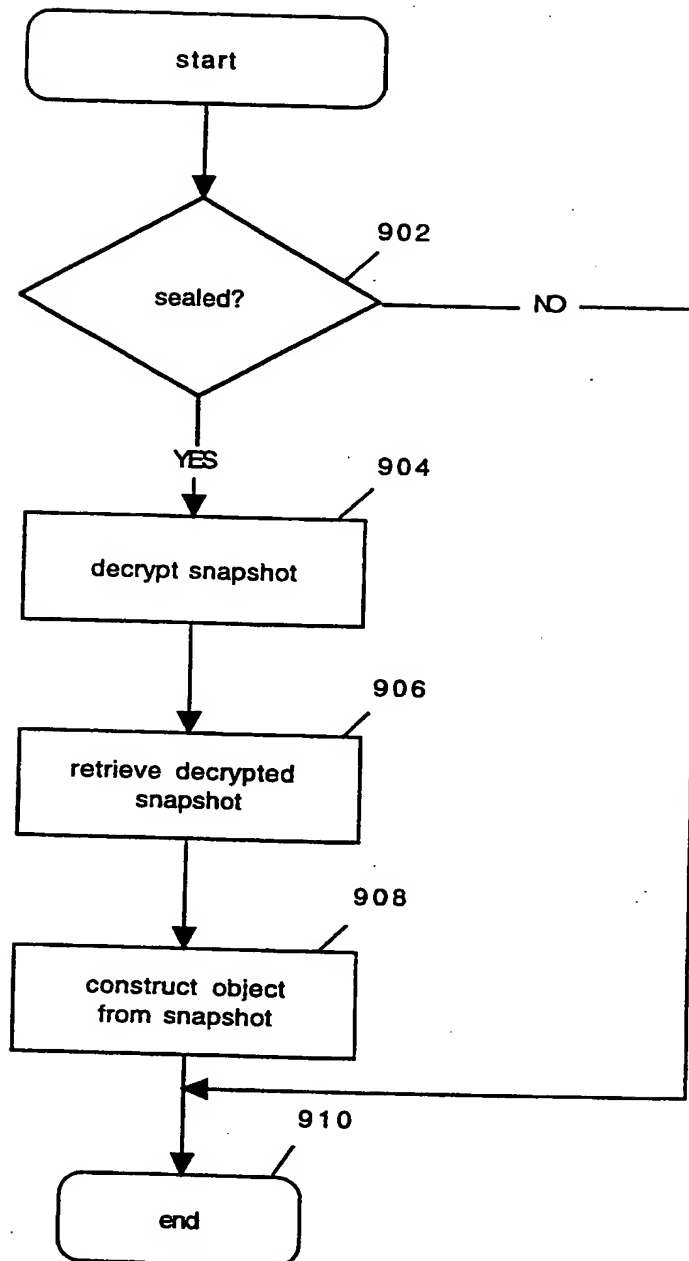 start
902
sealed?
NO
YES
904
decrypt snapshot
906
retrieve decrypted
snapshot
908
construct object
from snapshot
910
end